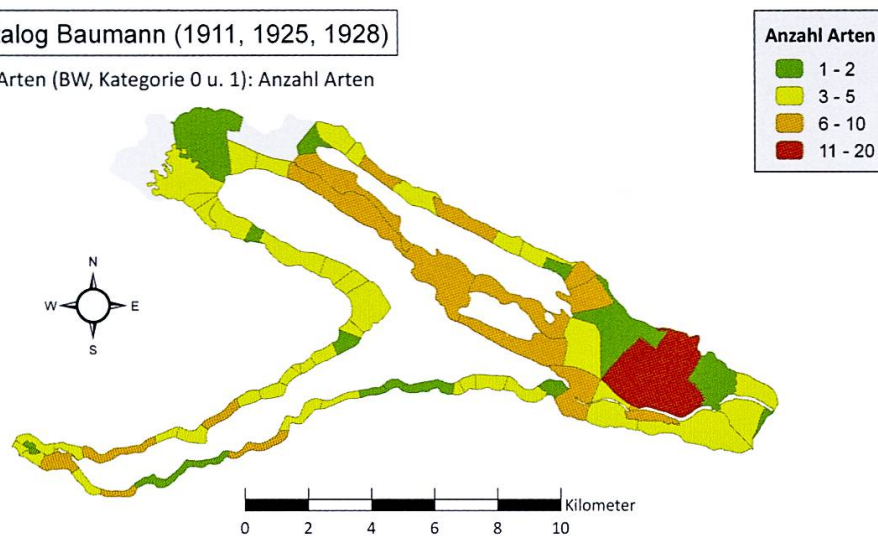 alog Baumann (1911, 1925, 1928)
Arten (BW, Kategorie 0 u. 1): Anzahl Arten
Anzahl Arten
1 - 2
3 - 5
6 - 10
11 - 20
N
W E
S
Kilometer
0 2 4 6 8 10